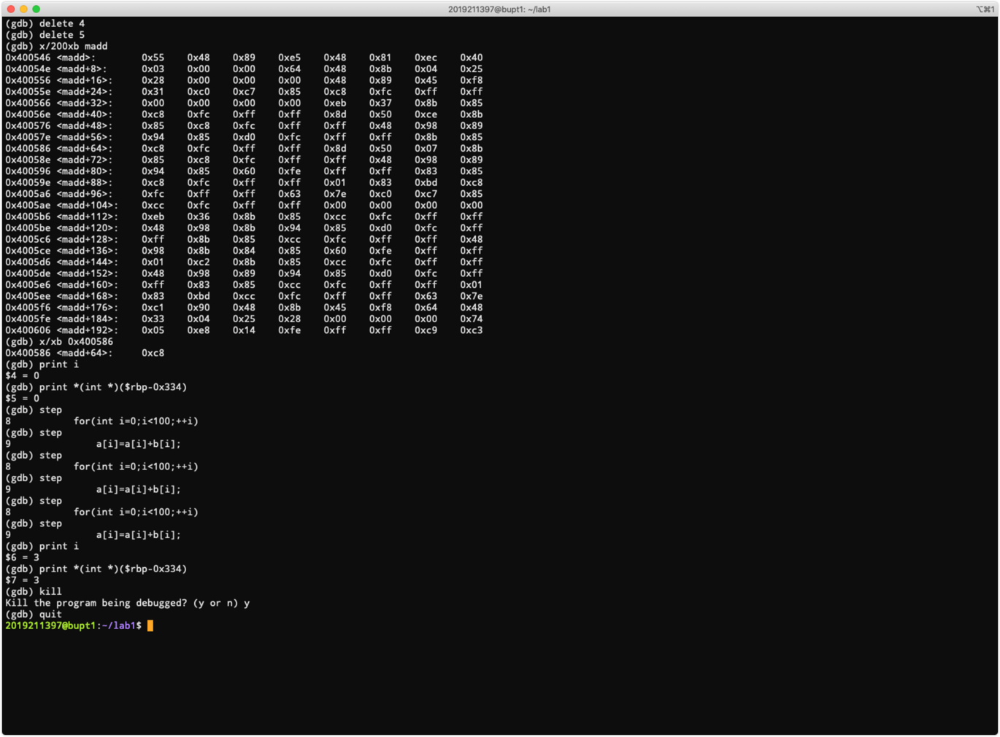 2019211397@bupt1: ~/lab1
⌥⌘1
(gdb) delete 4
(gdb) delete 5
(gdb) x/200xb madd
0x400546 <madd>: 0x55 0x48 0x89 0xe5 0x48 0x81 0xec 0x40
0x40054e <madd+8>: 0x03 0x00 0x00 0x64 0x48 0x8b 0x04 0x25
0x400556 <madd+16>: 0x28 0x00 0x00 0x00 0x48 0x89 0x45 0xf8
0x40055e <madd+24>: 0x31 0xc0 0xc7 0x85 0xc8 0xfc 0xff 0xff
0x400566 <madd+32>: 0x00 0x00 0x00 0x00 0xeb 0x37 0x8b 0x85
0x40056e <madd+40>: 0xc8 0xfc 0xff 0xff 0x8d 0x50 0xce 0x8b
0x400576 <madd+48>: 0x85 0xc8 0xfc 0xff 0xff 0x48 0x98 0x89
0x40057e <madd+56>: 0x94 0x85 0xd0 0xfc 0xff 0xff 0x8b 0x85
0x400586 <madd+64>: 0xc8 0xfc 0xff 0xff 0x8d 0x50 0x07 0x8b
0x40058e <madd+72>: 0x85 0xc8 0xfc 0xff 0xff 0x48 0x98 0x89
0x400596 <madd+80>: 0x94 0x85 0x60 0xfe 0xff 0xff 0x83 0x85
0x40059e <madd+88>: 0xc8 0xfc 0xff 0xff 0x01 0x83 0xbd 0xc8
0x4005a6 <madd+96>: 0xfc 0xff 0xff 0x63 0x7e 0xc0 0xc7 0x85
0x4005ae <madd+104>: 0xcc 0xfc 0xff 0xff 0x00 0x00 0x00 0x00
0x4005b6 <madd+112>: 0xeb 0x36 0x8b 0x85 0xcc 0xfc 0xff 0xff
0x4005be <madd+120>: 0x48 0x98 0x8b 0x94 0x85 0xd0 0xfc 0xff
0x4005c6 <madd+128>: 0xff 0x8b 0x85 0xcc 0xfc 0xff 0xff 0x48
0x4005ce <madd+136>: 0x98 0x8b 0x84 0x85 0x60 0xfe 0xff 0xff
0x4005d6 <madd+144>: 0x01 0xc2 0x8b 0x85 0xcc 0xfc 0xff 0xff
0x4005de <madd+152>: 0x48 0x98 0x89 0x94 0x85 0xd0 0xfc 0xff
0x4005e6 <madd+160>: 0xff 0x83 0x85 0xcc 0xfc 0xff 0xff 0x01
0x4005ee <madd+168>: 0x83 0xbd 0xcc 0xfc 0xff 0xff 0x63 0x7e
0x4005f6 <madd+176>: 0xc1 0x90 0x48 0x8b 0x45 0xf8 0x64 0x48
0x4005fe <madd+184>: 0x33 0x04 0x25 0x28 0x00 0x00 0x00 0x74
0x400606 <madd+192>: 0x05 0xe8 0x14 0xfe 0xff 0xff 0xc9 0xc3
(gdb) x/xb 0x400586
0x400586 <madd+64>: 0xc8
(gdb) print i
$4 = 0
(gdb) print *(int *)($rbp-0x334)
$5 = 0
(gdb) step
8 for(int i=0;i<100;++i)
(gdb) step
9 a[i]=a[i]+b[i];
(gdb) step
8 for(int i=0;i<100;++i)
(gdb) step
9 a[i]=a[i]+b[i];
(gdb) step
8 for(int i=0;i<100;++i)
(gdb) step
9 a[i]=a[i]+b[i];
(gdb) print i
$6 = 3
(gdb) print *(int *)($rbp-0x334)
$7 = 3
(gdb) kill
Kill the program being debugged? (y or n) y
(gdb) quit
2019211397@bupt1:~/lab1$